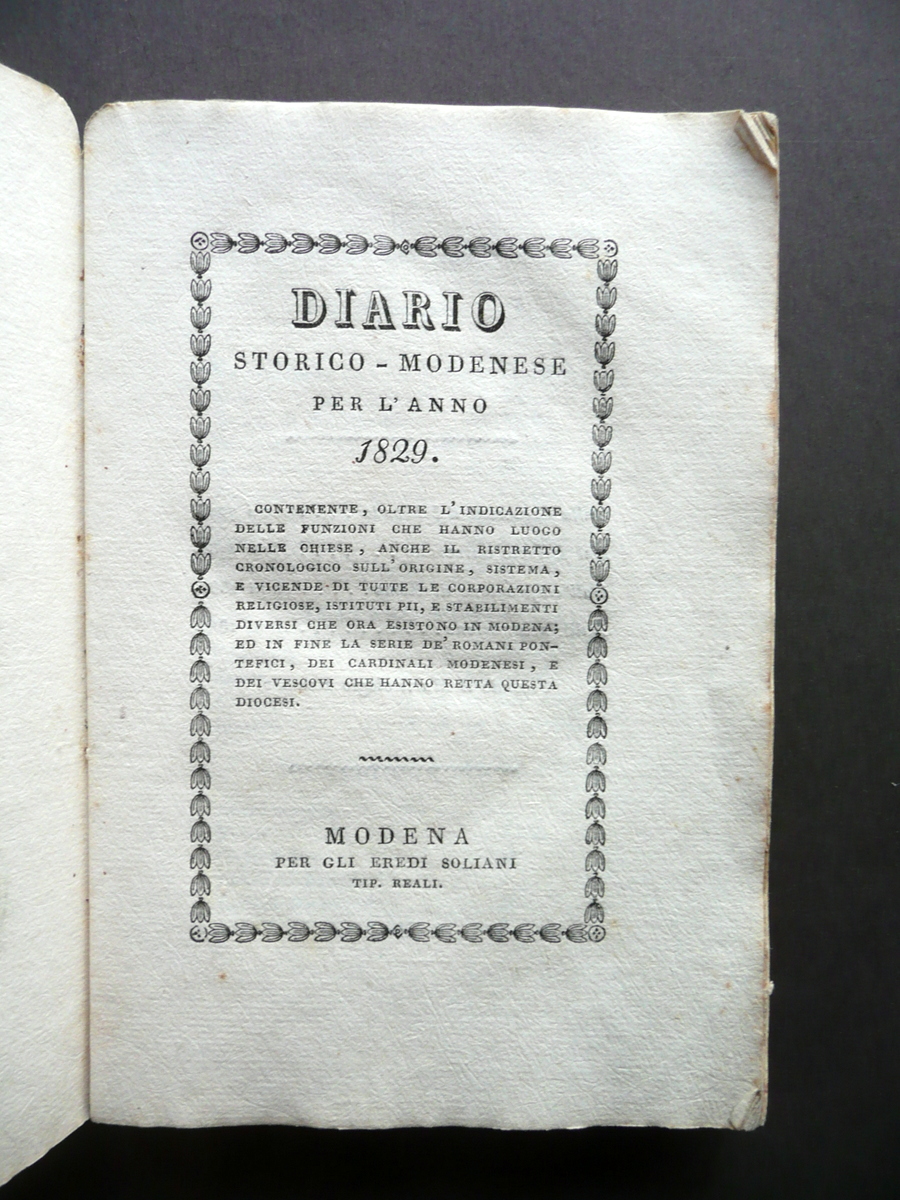 DIARIO
STORICO - MODENESE
PER L'ANNO
1829.
CONTENENTE, OLTRE L'INDICAZIONE
DELLE FUNZIONI CHE HANNO LUOGO
NELLE CHIESE, ANCHE IL RISTRETTO
CRONOLOGICO SULL'ORIGINE, SISTEMA,
E VICENDE DI TUTTE LE CORPORAZIONI
RELIGIOSE, ISTITUTI PII, E STABILIMENTI
DIVERSI CHE ORA ESISTONO IN MODENA;
ED IN FINE LA SERIE DE' ROMANI PON-
TEFICI, DEI CARDINALI MODENESI, E
DEI VESCOVI CHE HANNO RETTA QUESTA
DIOCESI.
MODENA
PER GLI EREDI SOLIANI
TIP. REALI.